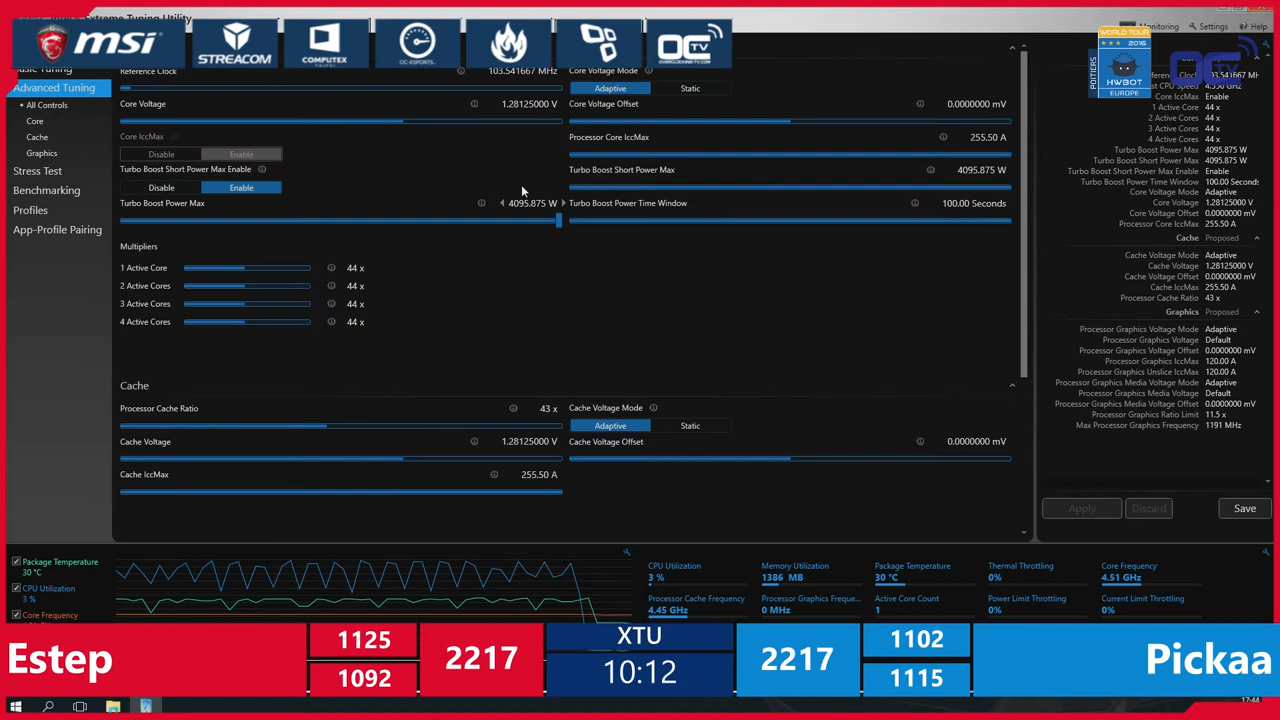 Extreme Tuning Utility
msi
STREACOM
COMPUTEX
TAIPEI
OC-ESPORTS
OCTV
OVERCLOCKING-TV.COM
Monitoring
Settings
Help
WORLD TOUR
2016
POITIERS
HWBOT
EUROPE
OCTV
Basic Tuning
Advanced Tuning
All Controls
Core
Cache
Graphics
Stress Test
Benchmarking
Profiles
App-Profile Pairing
Reference Clock 103.541667 MHz
Core Voltage 1.28125000 V
Core IccMax
Disable Enable
Turbo Boost Short Power Max Enable
Disable Enable
Turbo Boost Power Max 4095.875 W
Core Voltage Mode
Adaptive Static
Core Voltage Offset 0.0000000 mV
Processor Core IccMax 255.50 A
Turbo Boost Short Power Max 4095.875 W
Turbo Boost Power Time Window 100.00 Seconds
Multipliers
1 Active Core 44 x
2 Active Cores 44 x
3 Active Cores 44 x
4 Active Cores 44 x
Cache
Processor Cache Ratio 43 x
Cache Voltage 1.28125000 V
Cache IccMax 255.50 A
Cache Voltage Mode
Adaptive Static
Cache Voltage Offset 0.0000000 mV
Core IccMax Enable
1 Active Core 44 x
2 Active Cores 44 x
3 Active Cores 44 x
4 Active Cores 44 x
Turbo Boost Power Max 4095.875 W
Turbo Boost Short Power Max 4095.875 W
Turbo Boost Short Power Max Enable Enable
Turbo Boost Power Time Window 100.00 Seconds
Core Voltage Mode Adaptive
Core Voltage 1.28125000 V
Core Voltage Offset 0.0000000 mV
Processor Core IccMax 255.50 A
Cache Proposed
Cache Voltage Mode Adaptive
Cache Voltage 1.28125000 V
Cache Voltage Offset 0.0000000 mV
Cache IccMax 255.50 A
Processor Cache Ratio 43 x
Graphics Proposed
Processor Graphics Voltage Mode Adaptive
Processor Graphics Voltage Default
Processor Graphics Voltage Offset 0.0000000 mV
Processor Graphics IccMax 120.00 A
Processor Graphics Unslice IccMax 120.00 A
Processor Graphics Media Voltage Mode Adaptive
Processor Graphics Media Voltage Default
Processor Graphics Media Voltage Offset 0.0000000 mV
Processor Graphics Ratio Limit 11.5 x
Max Processor Graphics Frequency 1191 MHz
Apply Discard Save
Package Temperature
30 °C
CPU Utilization
3 %
Core Frequency
CPU Utilization
3 %
Memory Utilization
1386 MB
Package Temperature
30 °C
Thermal Throttling
0%
Core Frequency
4.51 GHz
Processor Cache Frequency
4.45 GHz
Processor Graphics Freque...
0 MHz
Active Core Count
1
Power Limit Throttling
0%
Current Limit Throttling
0%
Estep
1125
1092
2217
XTU
10:12
2217
1102
1115
Pickaa
17:44